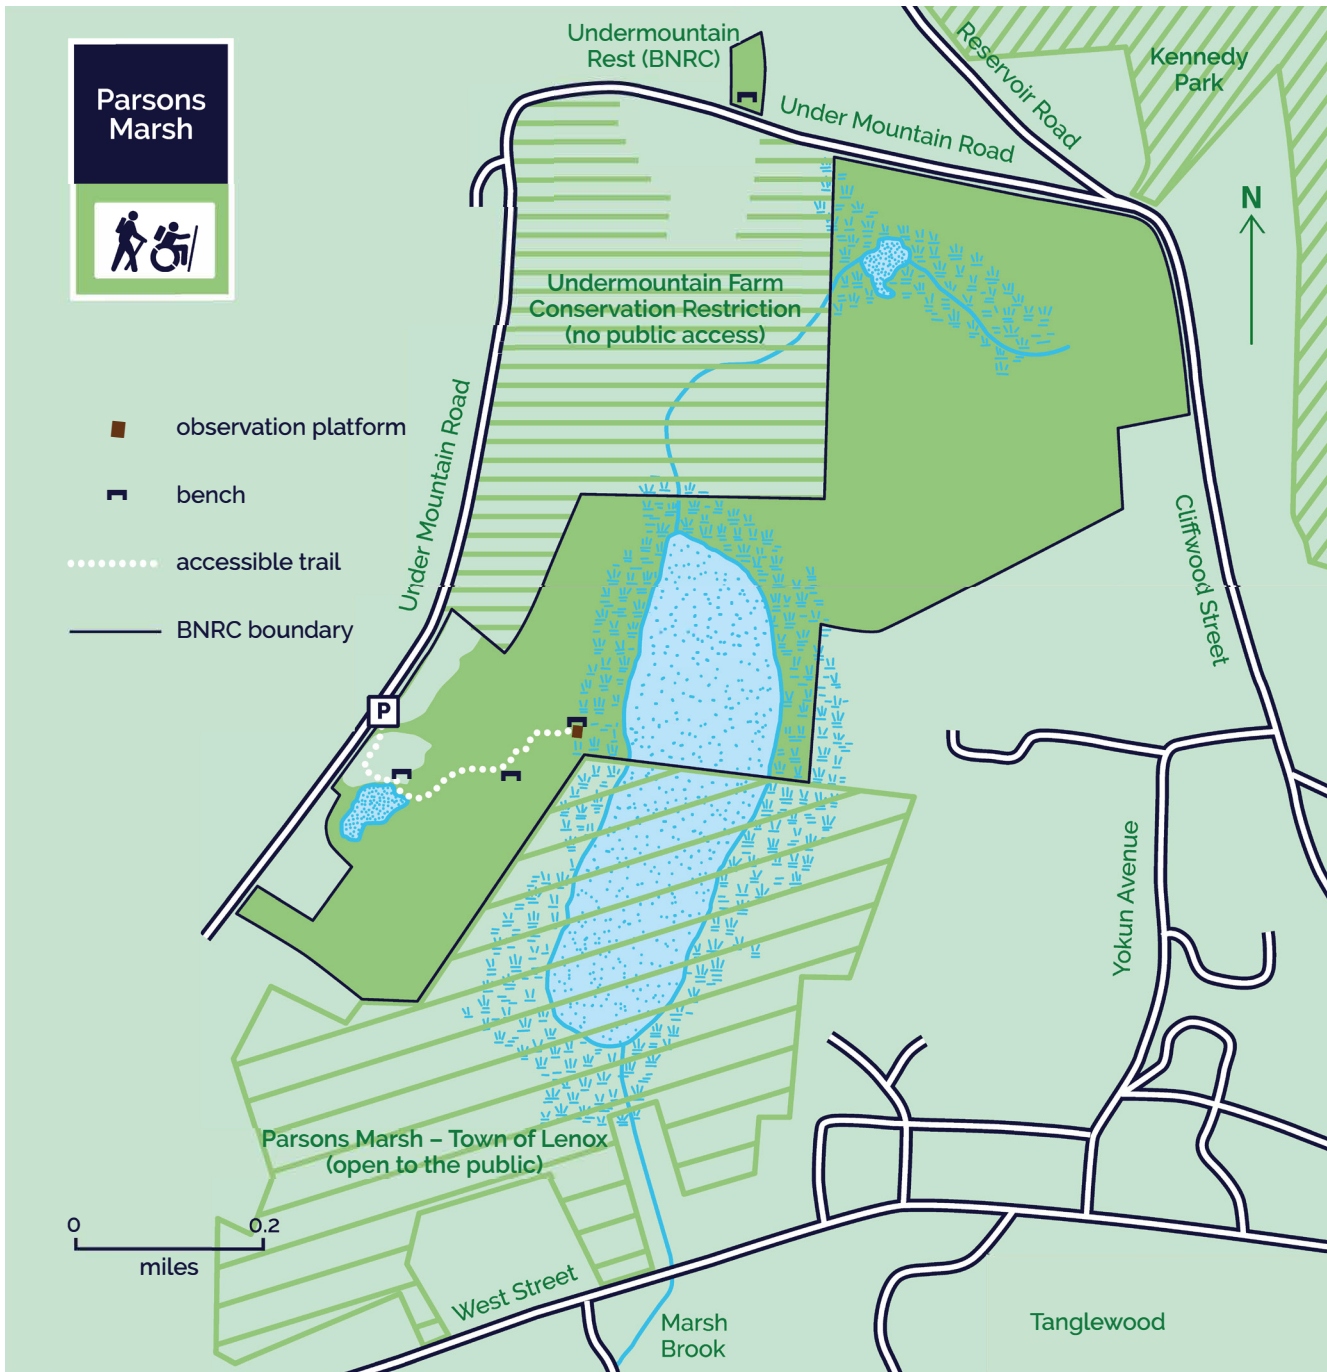 Parsons
Marsh
Undermountain
Rest (BNRC)
Reservoir Road
Kennedy
Park
Under Mountain Road
N
Undermountain Farm
Conservation Restriction
(no public access)
observation platform
bench
accessible trail
BNRC boundary
Under Mountain Road
Cliffwood Street
P
Yokun Avenue
Parsons Marsh – Town of Lenox
(open to the public)
0 0.2
miles
West Street
Marsh
Brook
Tanglewood